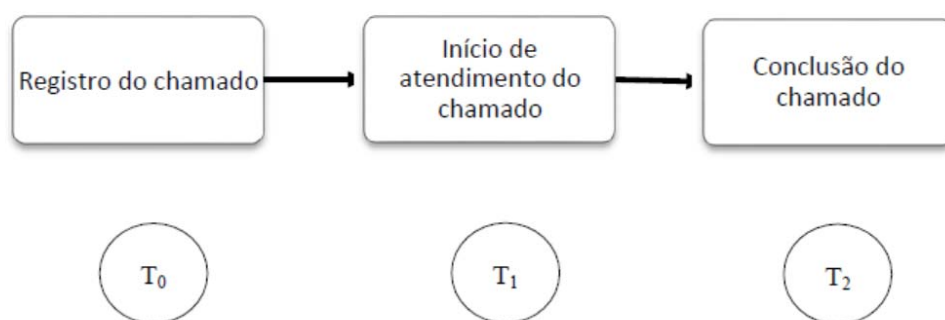 Registro do chamado
Início de
atendimento do
chamado
Conclusão do
chamado
T₀
T₁
T₂